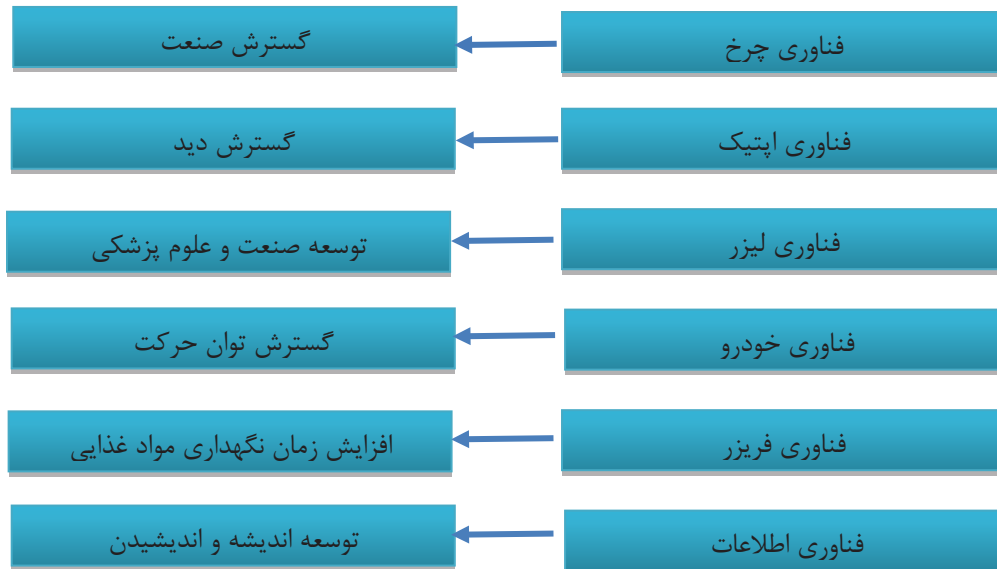 فناوری چرخ
گسترش صنعت
فناوری اپتیک
گسترش دید
فناوری لیزر
توسعه صنعت و علوم پزشکی
فناوری خودرو
گسترش توان حرکت
فناوری فریزر
افزایش زمان نگهداری مواد غذایی
فناوری اطلاعات
توسعه اندیشه و اندیشیدن